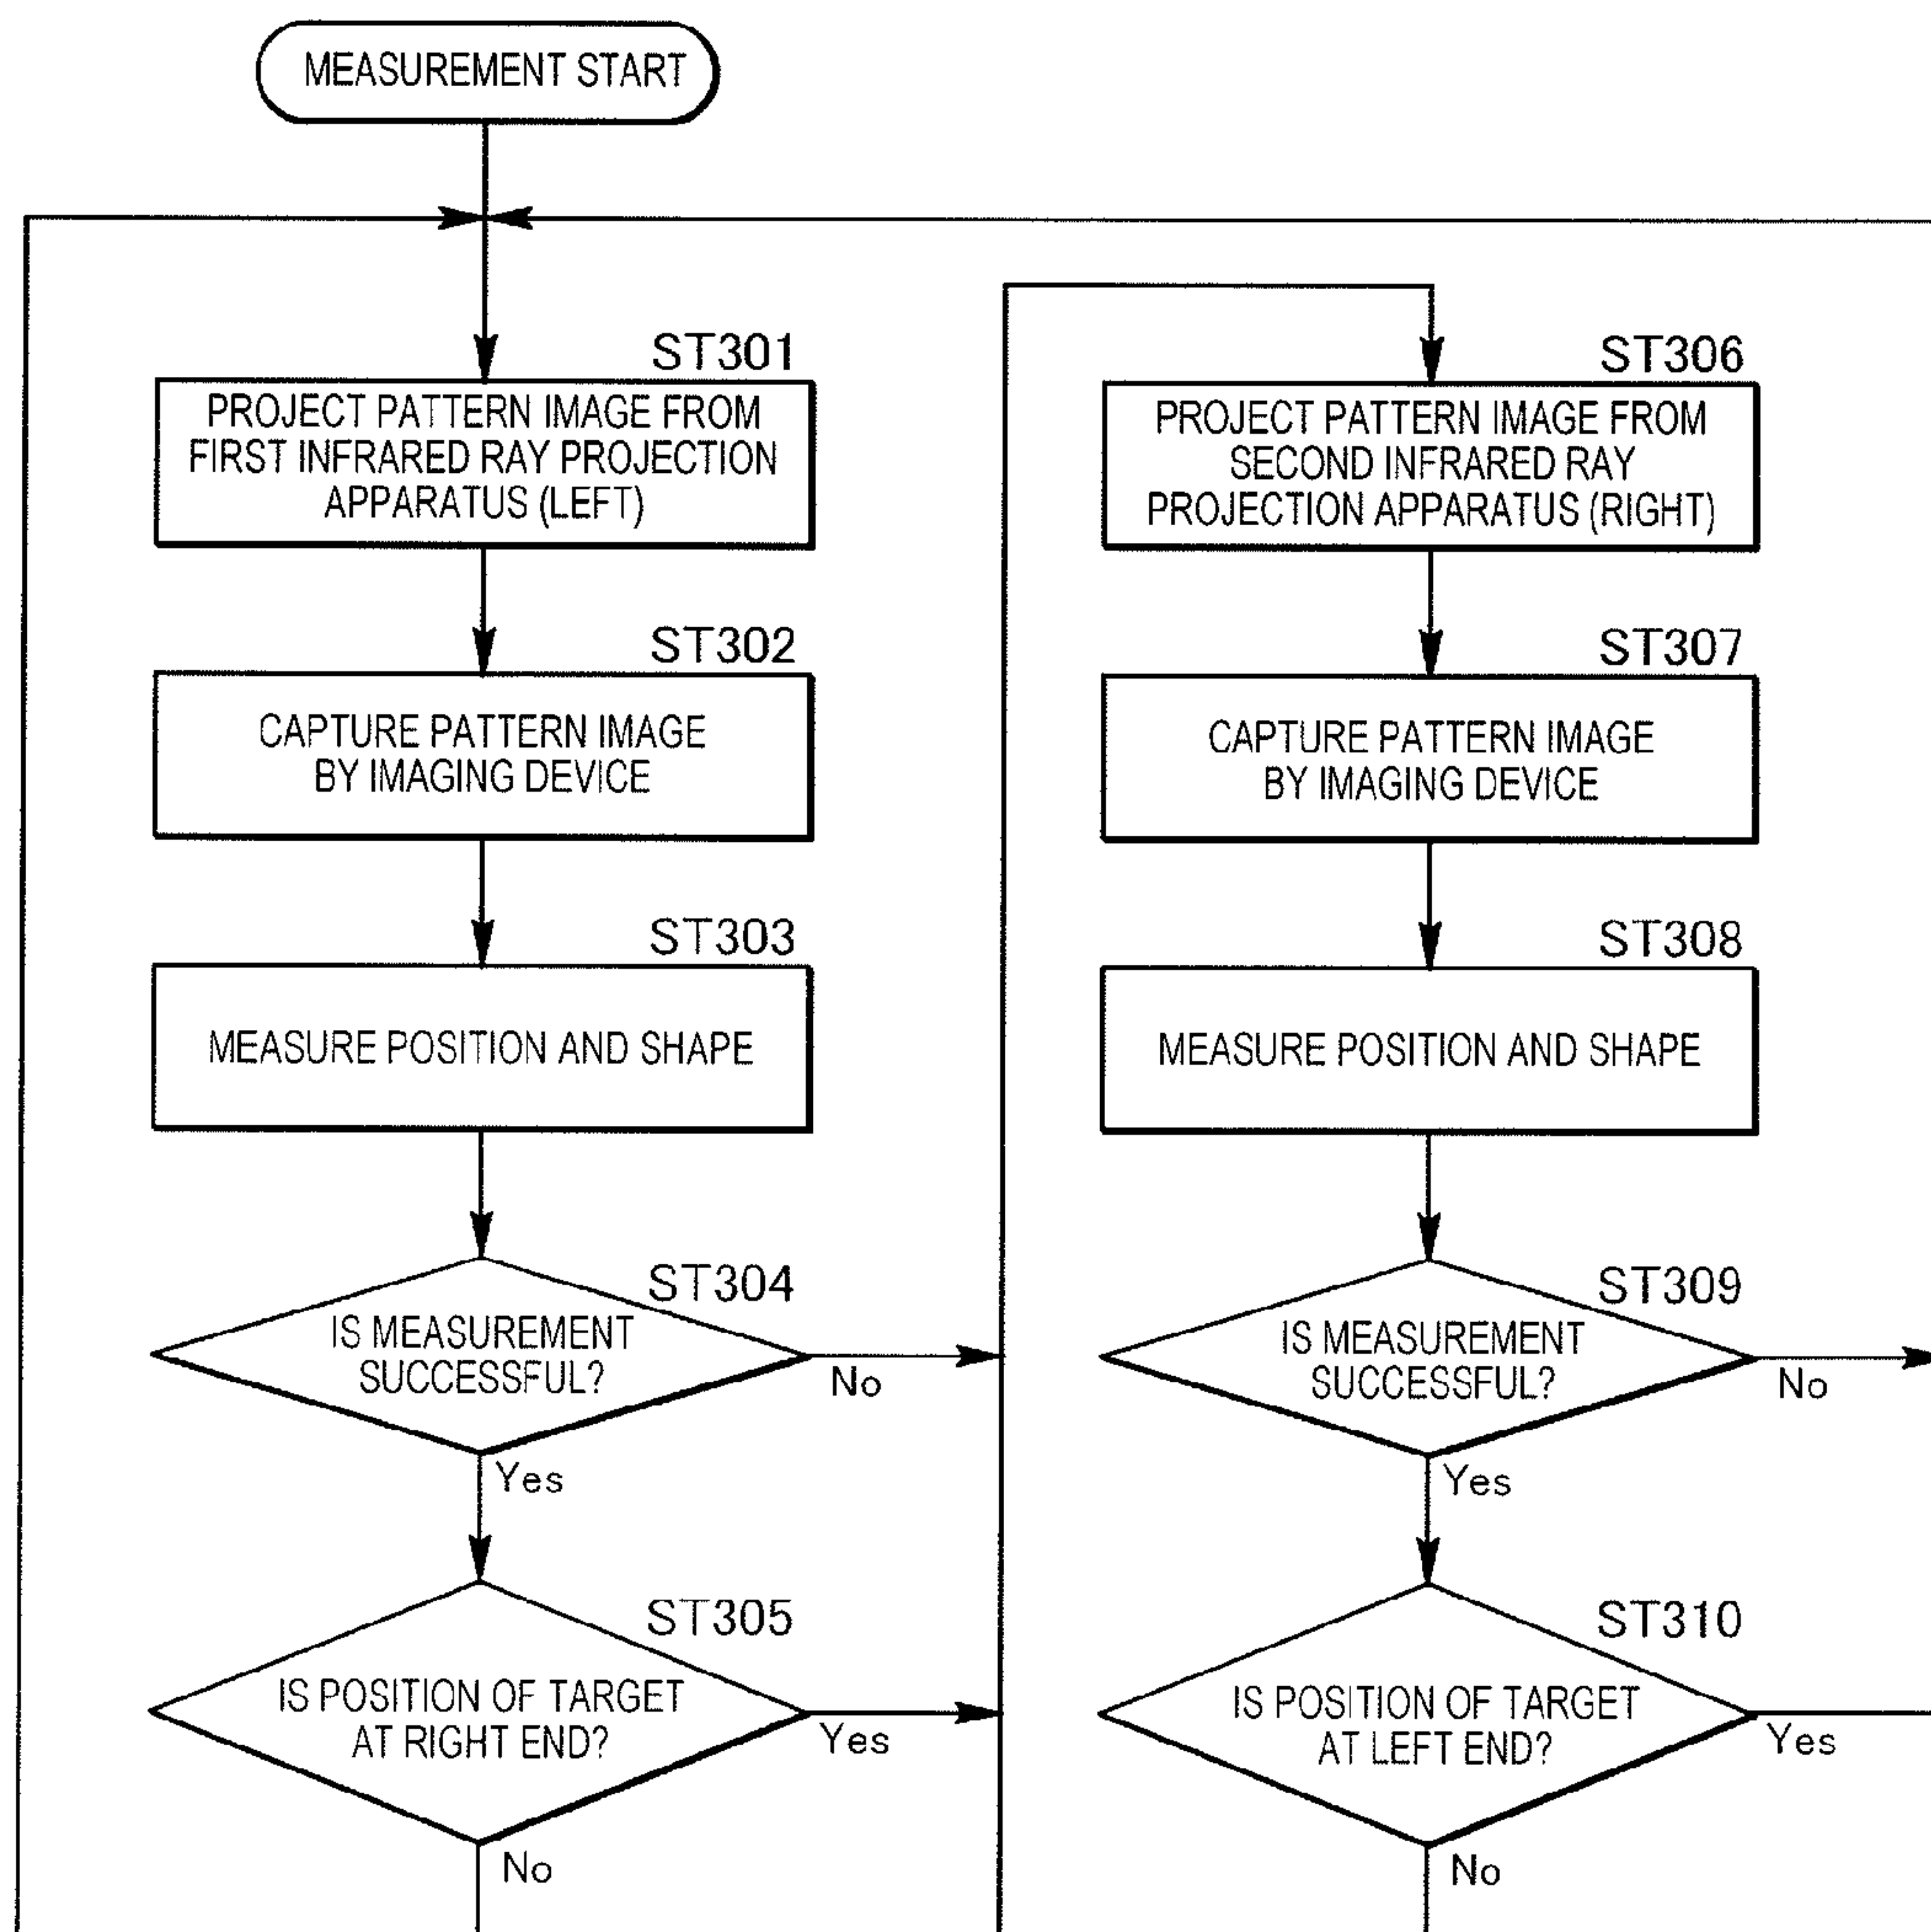 MEASUREMENT START
ST301
PROJECT PATTERN IMAGE FROM
FIRST INFRARED RAY PROJECTION
APPARATUS (LEFT)
ST302
CAPTURE PATTERN IMAGE
BY IMAGING DEVICE
ST303
MEASURE POSITION AND SHAPE
ST304
IS MEASUREMENT
SUCCESSFUL?
No
Yes
ST305
IS POSITION OF TARGET
AT RIGHT END?
Yes
No
ST306
PROJECT PATTERN IMAGE FROM
SECOND INFRARED RAY
PROJECTION APPARATUS (RIGHT)
ST307
CAPTURE PATTERN IMAGE
BY IMAGING DEVICE
ST308
MEASURE POSITION AND SHAPE
ST309
IS MEASUREMENT
SUCCESSFUL?
No
Yes
ST310
IS POSITION OF TARGET
AT LEFT END?
Yes
No